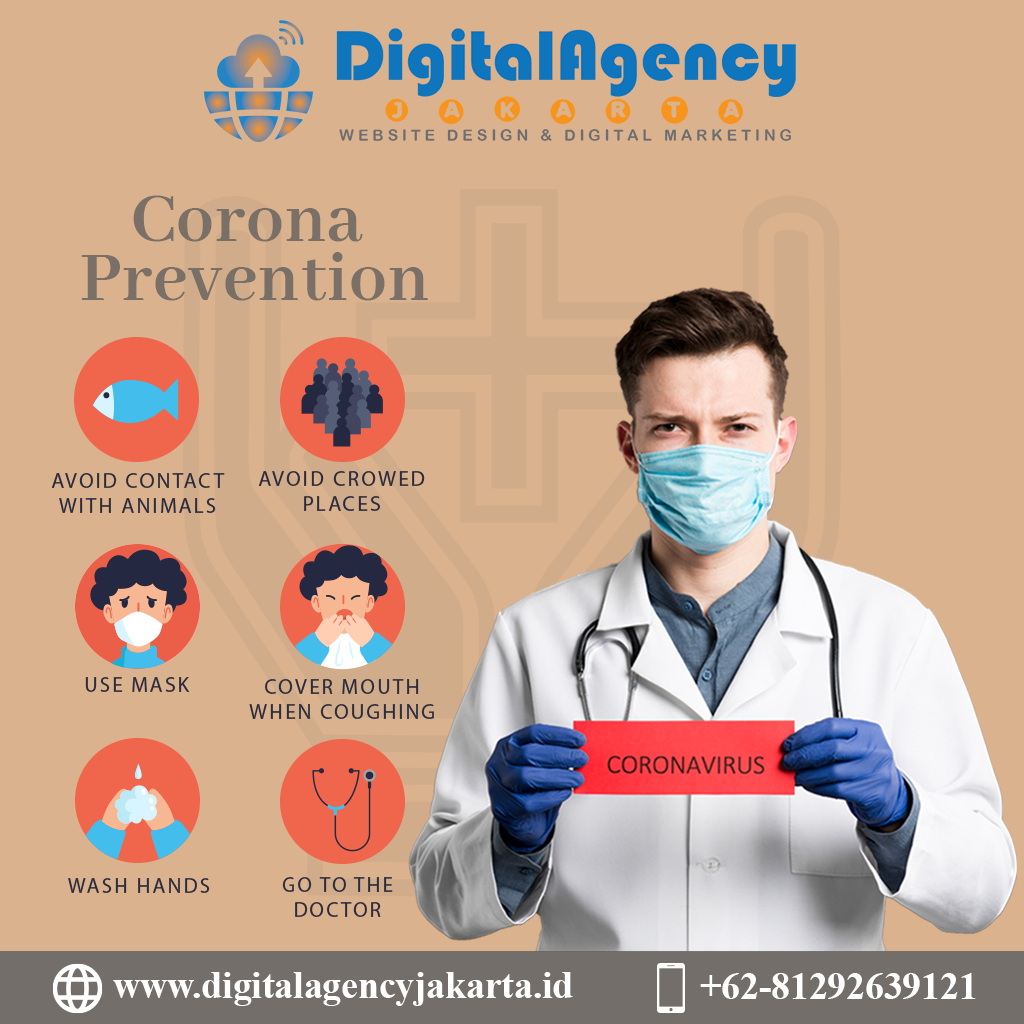 DigitalAgency
JAKARTA
WEBSITE DESIGN & DIGITAL MARKETING
Corona
Prevention
AVOID CONTACT
WITH ANIMALS
AVOID CROWED
PLACES
USE MASK
COVER MOUTH
WHEN COUGHING
WASH HANDS
GO TO THE
DOCTOR
CORONAVIRUS
www.digitalagencyjakarta.id
+62-81292639121